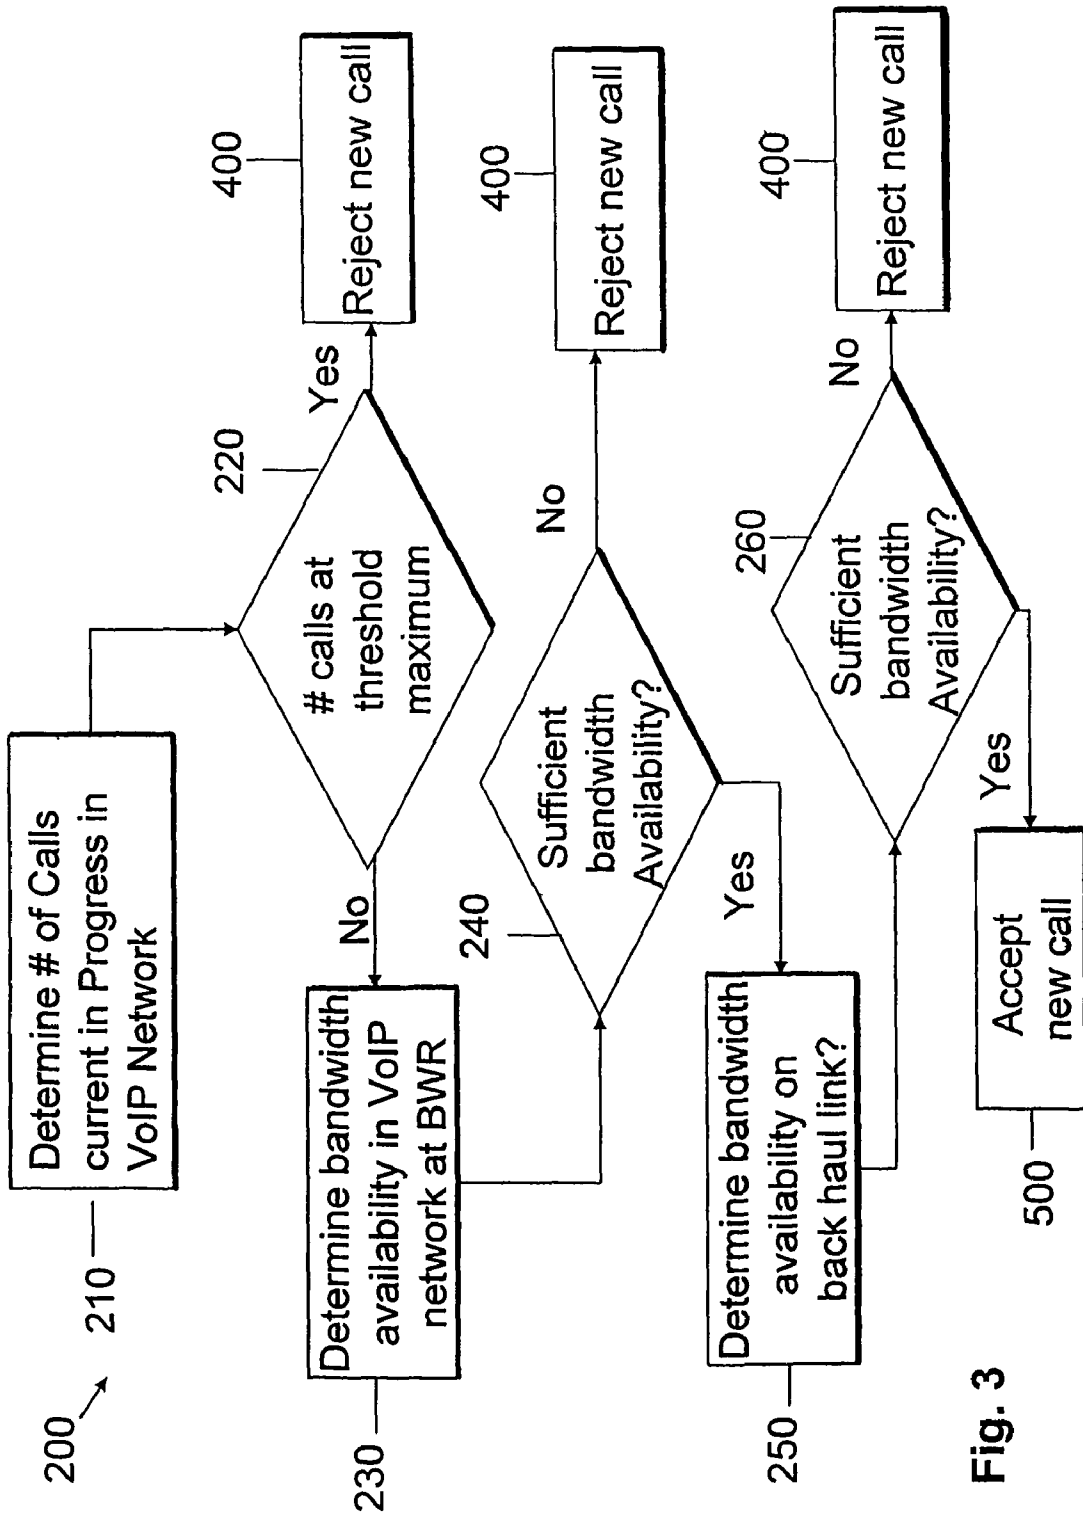 200
210
Determine # of Calls
current in Progress in
VoIP Network
220
# calls at
threshold
maximum
Yes
400
Reject new call
No
230
Determine bandwidth
availability in VoIP
network at BWR
240
Sufficient
bandwidth
Availability?
No
400
Reject new call
Yes
250
Determine bandwidth
availability on
back haul link?
260
Sufficient
bandwidth
Availability?
No
400
Reject new call
Yes
500
Accept
new call
Fig. 3